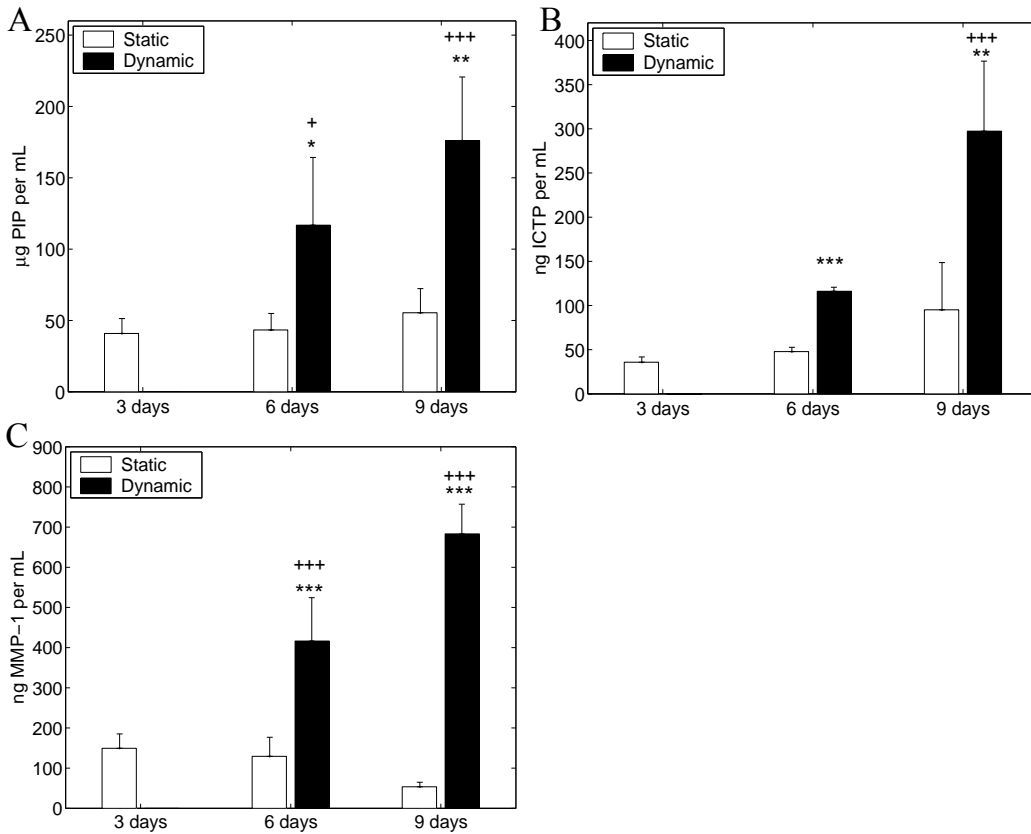 A
Static
Dynamic
250
200
150
100
50
0
µg PIP per mL
+
*
+++
**
3 days
6 days
9 days
B
Static
Dynamic
400
350
300
250
200
150
100
50
0
ng ICTP per mL
***
+++
**
3 days
6 days
9 days
C
Static
Dynamic
900
800
700
600
500
400
300
200
100
0
ng MMP−1 per mL
+++
***
+++
***
3 days
6 days
9 days